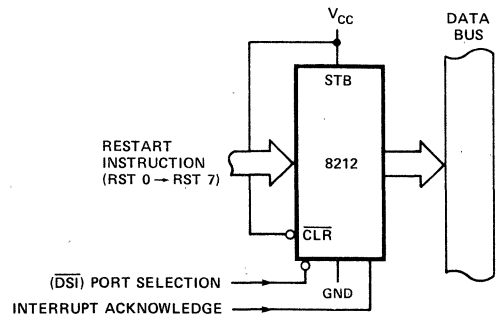 V_CC
DATA
BUS
STB
RESTART
INSTRUCTION
(RST 0 → RST 7)
8212
CLR
(DSI) PORT SELECTION
GND
INTERRUPT ACKNOWLEDGE